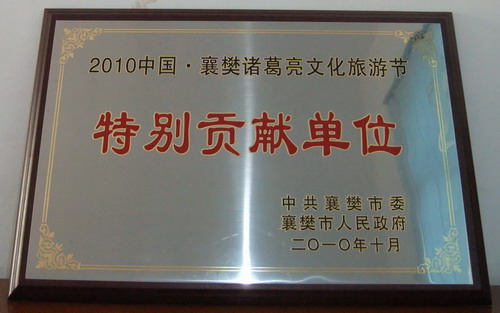 2010中国·襄樊诸葛亮文化旅游节
特别贡献单位
中共襄樊市委
襄樊市人民政府
二〇一〇年十月